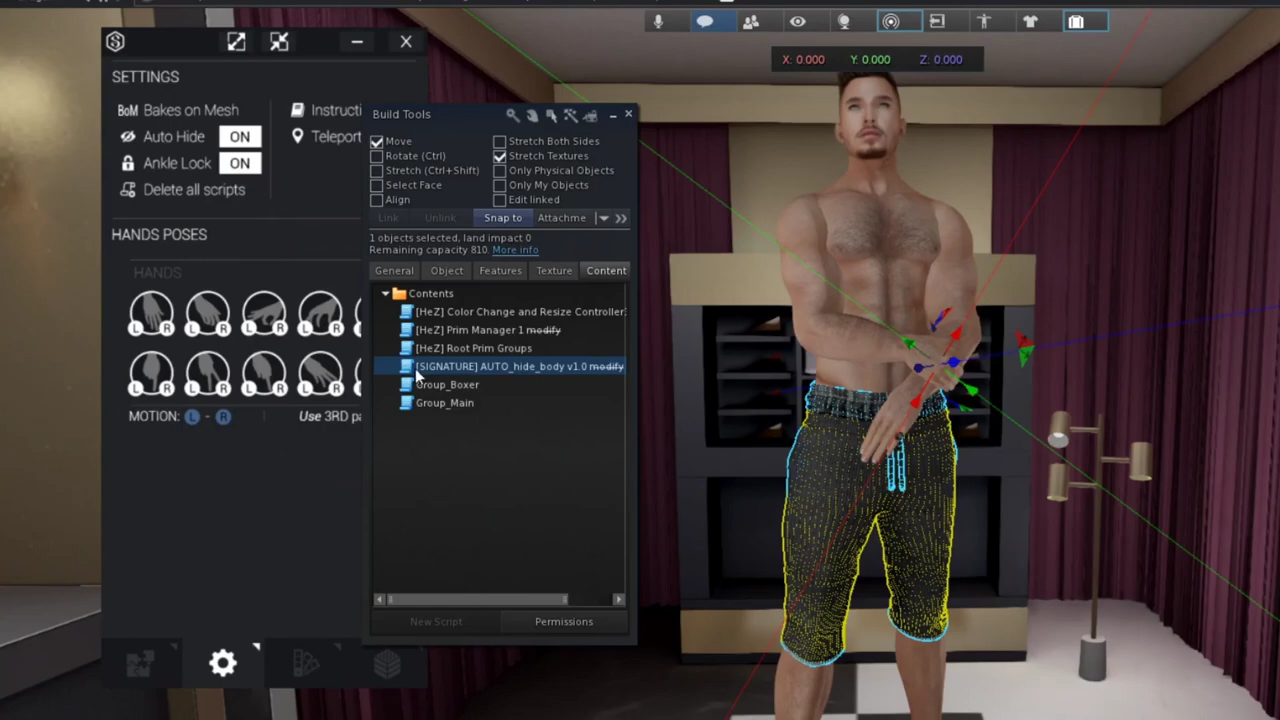 X: 0.000 Y: 0.000 Z: 0.000
SETTINGS
BoM Bakes on Mesh
Auto Hide ON
Ankle Lock ON
Delete all scripts
Instructi
Teleport
HANDS POSES
HANDS
L R L R L R L R
L R L R L R L R
MOTION: L - R Use 3RD pa
Build Tools
Move
Rotate (Ctrl)
Stretch (Ctrl+Shift)
Select Face
Align
Stretch Both Sides
Stretch Textures
Only Physical Objects
Only My Objects
Edit linked
Link Unlink Snap to Attachme
1 objects selected, land impact 0
Remaining capacity 810. More info
General Object Features Texture Content
Contents
[HeZ] Color Change and Resize Controller
[HeZ] Prim Manager 1 modify
[HeZ] Root Prim Groups
[SIGNATURE] AUTO_hide_body v1.0 modify
Group_Boxer
Group_Main
New Script Permissions